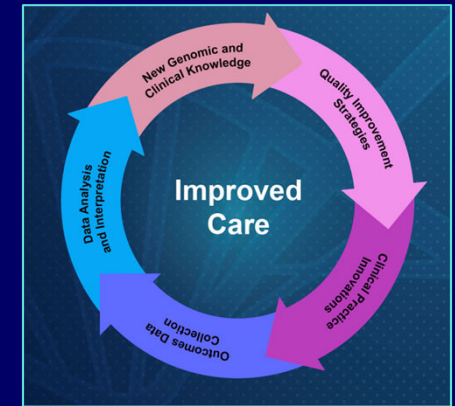 New Genomic and
Clinical Knowledge
Quality Improvement
Strategies
Clinical Practice
Innovations
Outcomes Data
Collection
Data Analysis
and Interpretation
Improved
Care